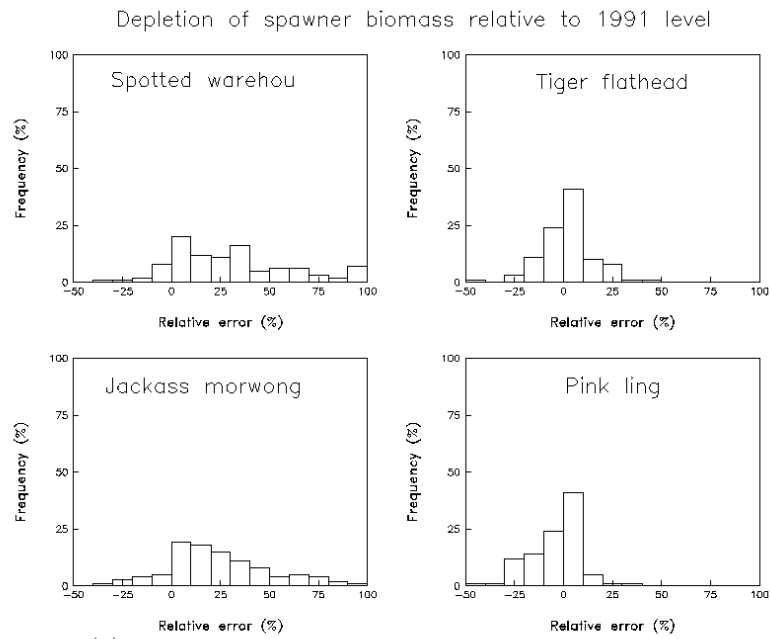 Depletion of spawner biomass relative to 1991 level
Spotted warehou
Frequency (%)
100
75
50
25
0
-50 -25 0 25 50 75 100
Relative error (%)
Tiger flathead
Frequency (%)
100
75
50
25
0
-50 -25 0 25 50 75 100
Relative error (%)
Jackass morwong
Frequency (%)
100
75
50
25
0
-50 -25 0 25 50 75 100
Relative error (%)
Pink ling
Frequency (%)
100
75
50
25
0
-50 -25 0 25 50 75 100
Relative error (%)